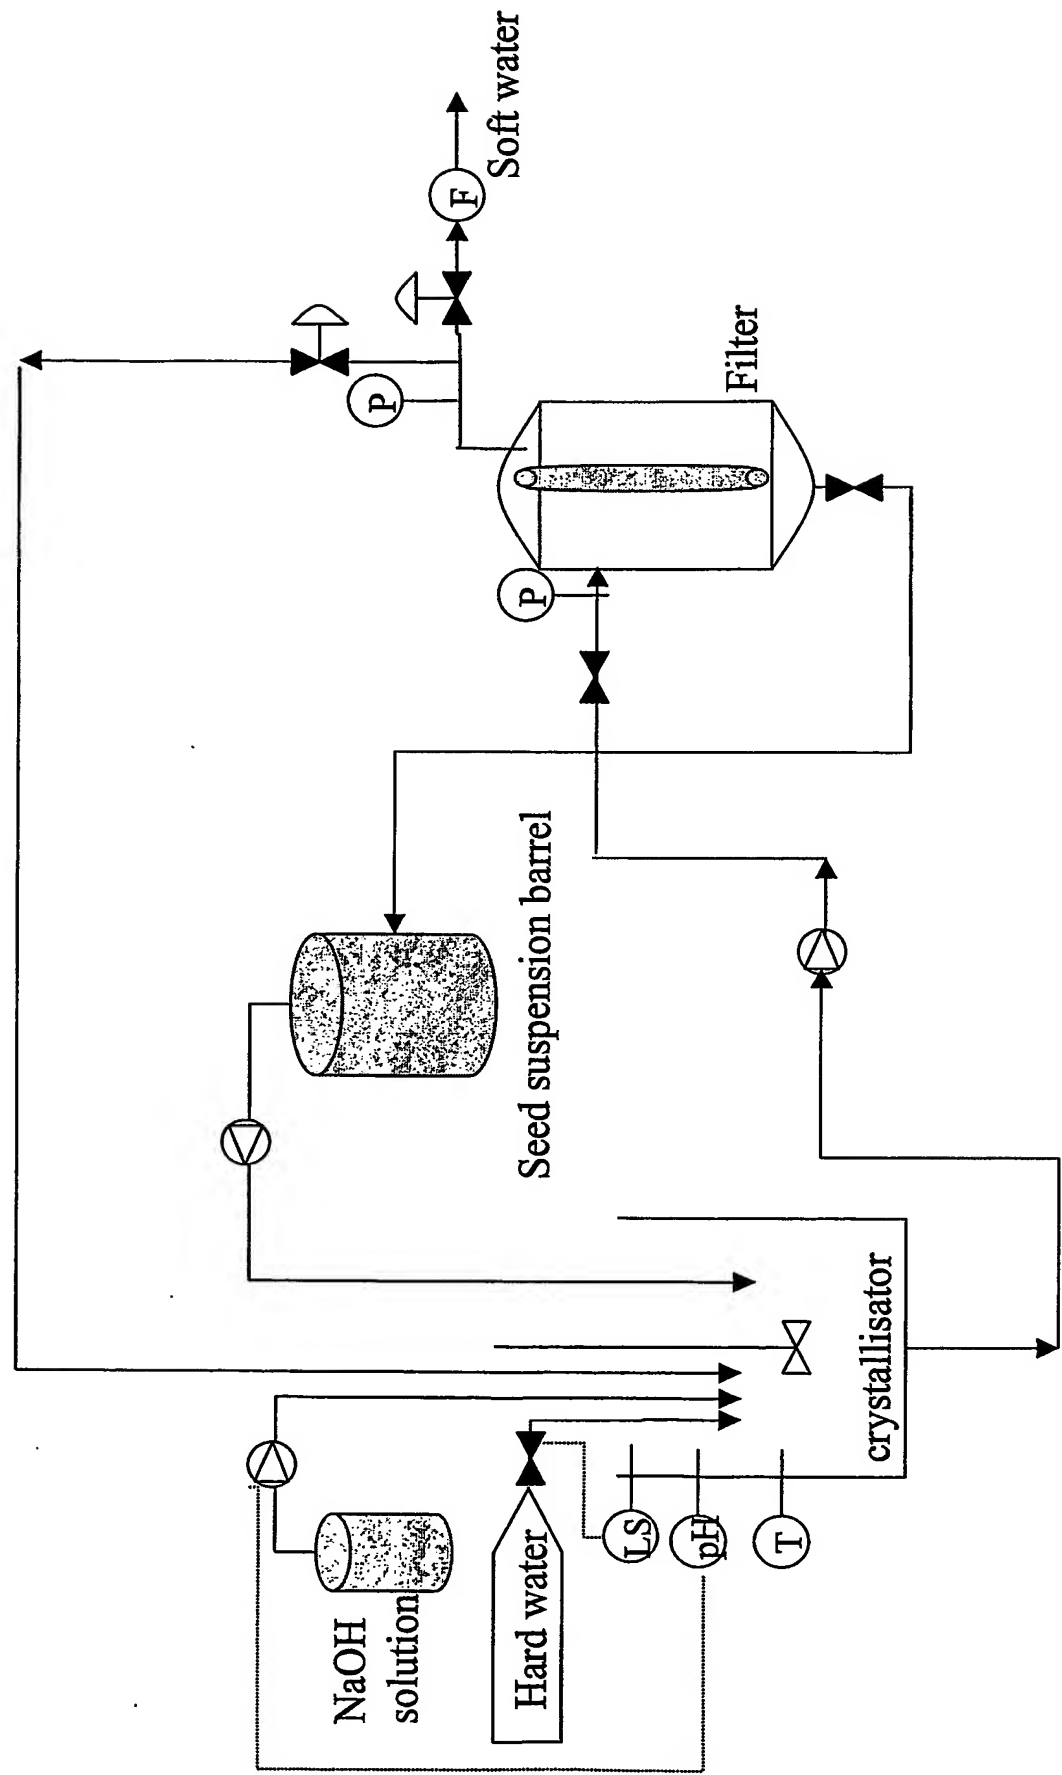 NaOH
solution
Hard water
LS
pH
T
crystallisator
Seed suspension barrel
P
Filter
P
F
Soft water